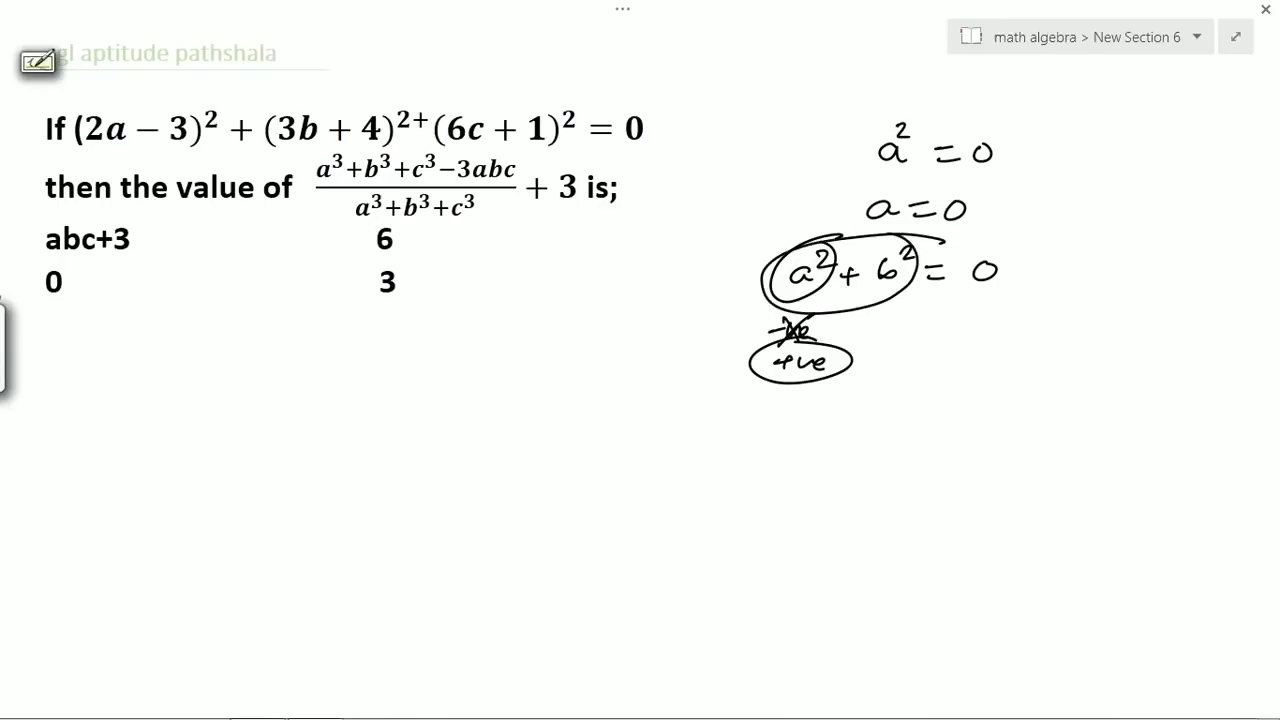 ...
gl aptitude pathshala
math algebra > New Section 6
If (2a − 3)² + (3b + 4)²⁺(6c + 1)² = 0
then the value of (a³+b³+c³−3abc)/(a³+b³+c³) + 3 is;
abc+3 6
0 3
a² = 0
a = 0
a² + b² = 0
+ve